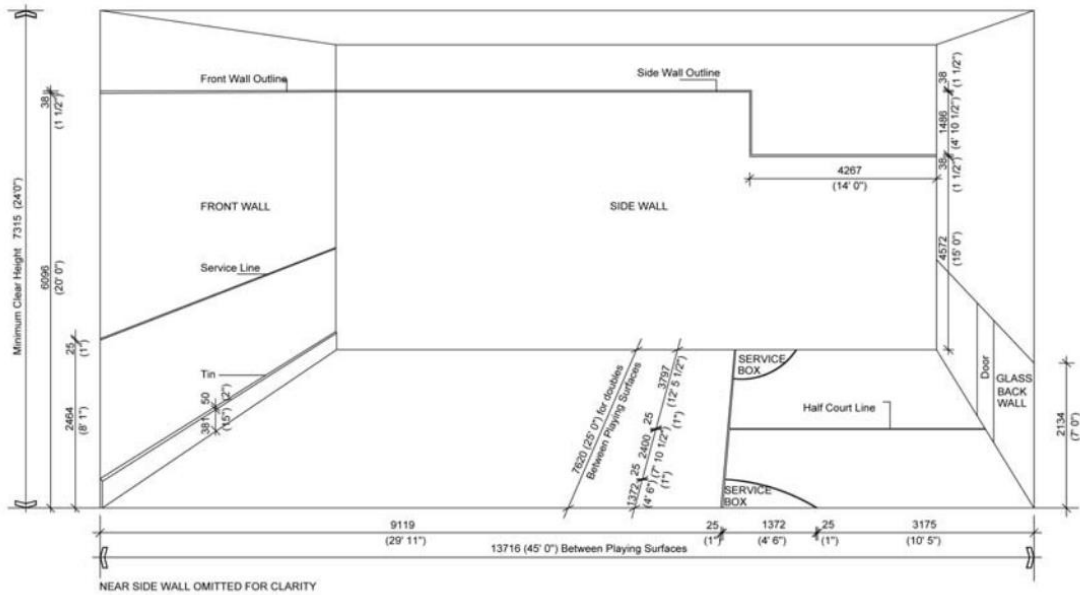 Minimum Clear Height 7315 (24'0")
38
(1 1/2")
6096
(20' 0")
25
(1")
2464
(8' 1")
Front Wall Outline
FRONT WALL
Service Line
Tin
50
(2")
381
(15")
Side Wall Outline
SIDE WALL
4267
(14' 0")
38
(1 1/2")
1486
(4' 10 1/2")
38
(1 1/2")
4572
(15' 0")
7620 (25' 0") for doubles
Between Playing Surfaces
3797
(12' 5 1/2")
25
(1")
2400
(7' 10 1/2")
25
(1")
1372
(4' 6")
SERVICE
BOX
Half Court Line
SERVICE
BOX
Door
GLASS
BACK
WALL
2134
(7' 0")
9119
(29' 11")
25
(1")
1372
(4' 6")
25
(1")
3175
(10' 5")
13716 (45' 0") Between Playing Surfaces
NEAR SIDE WALL OMITTED FOR CLARITY